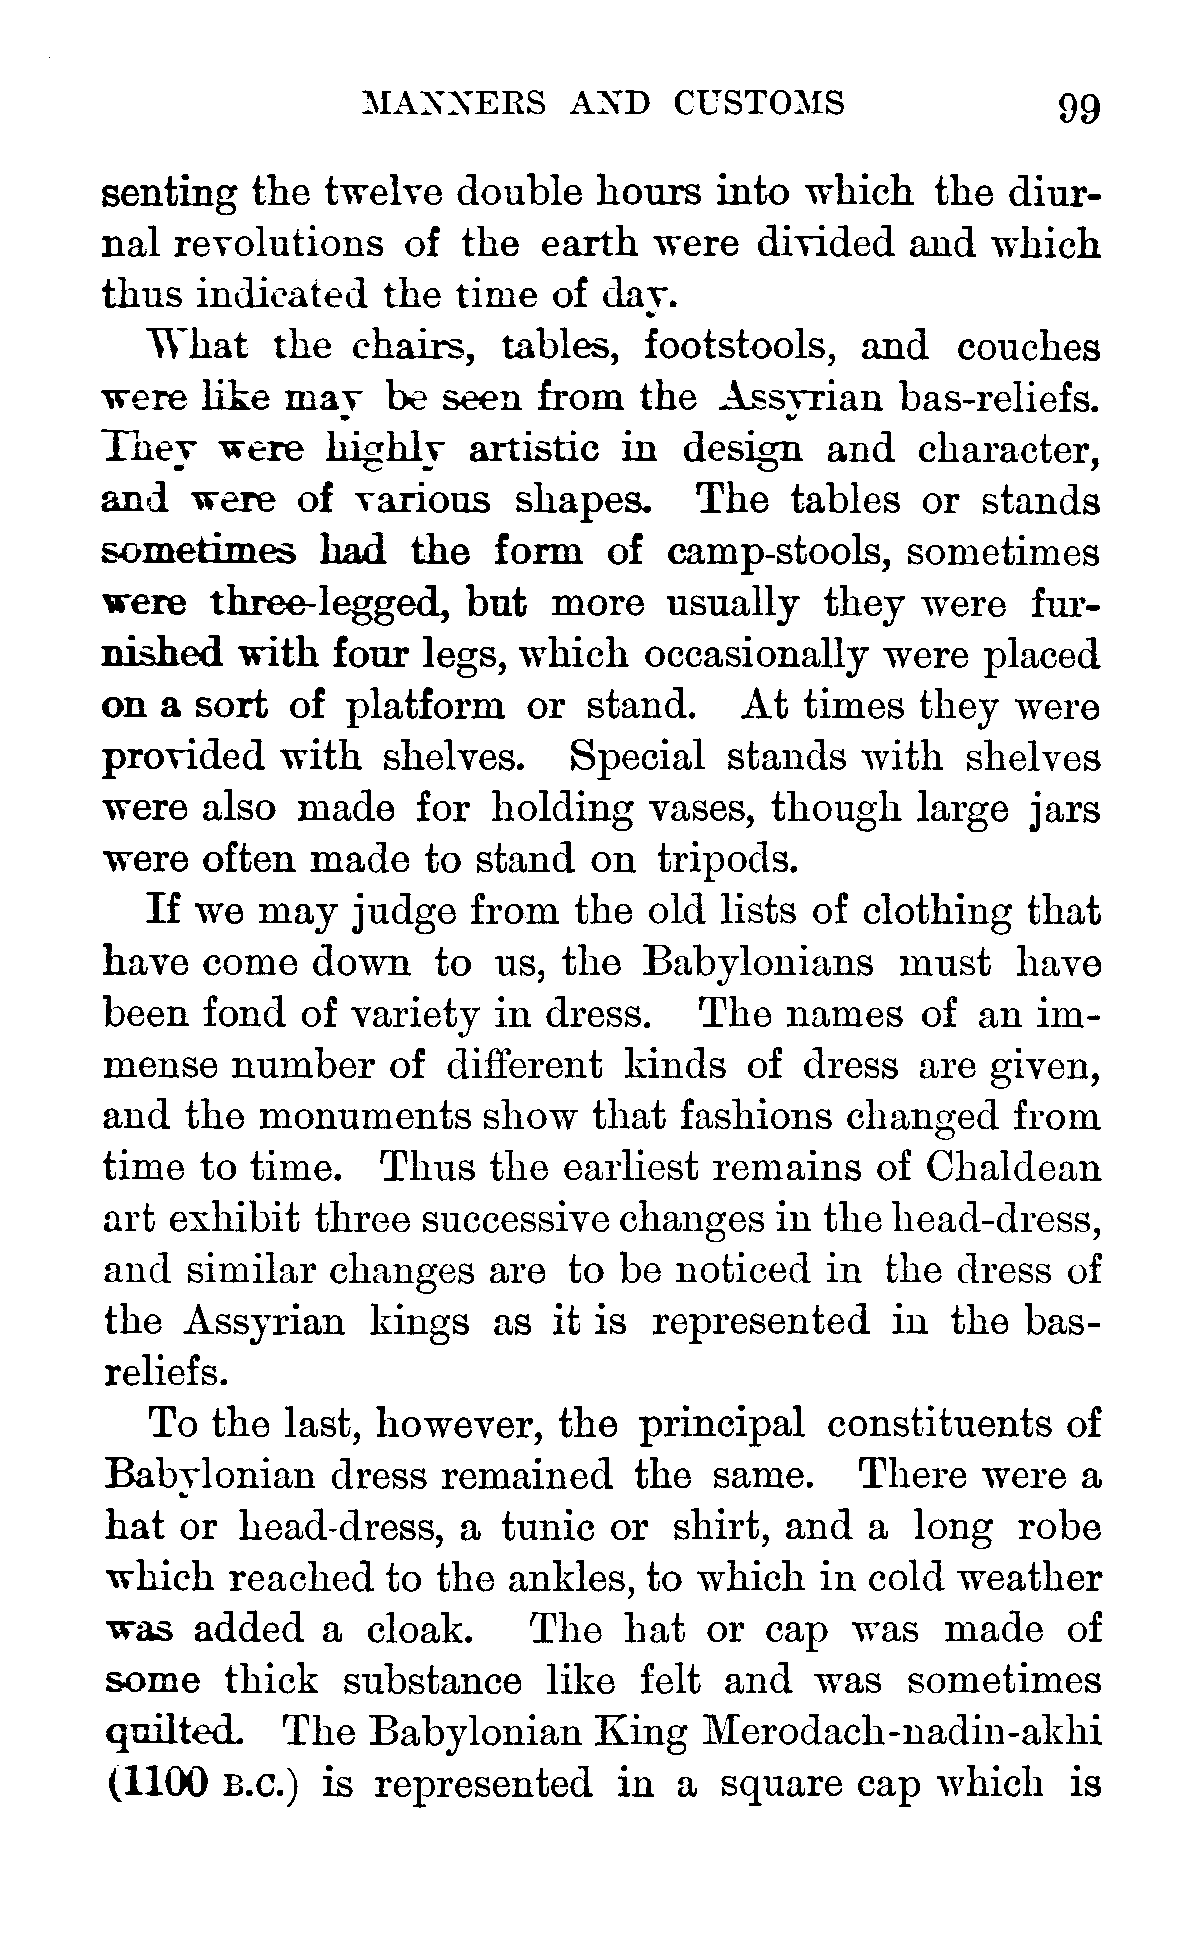 MANNERS AND CUSTOMS 99
senting the twelve double hours into which the diur-
nal revolutions of the earth were divided and which
thus indicated the time of day.
What the chairs, tables, footstools, and couches
were like may be seen from the Assyrian bas-reliefs.
They were highly artistic in design and character,
and were of various shapes. The tables or stands
sometimes had the form of camp-stools, sometimes
were three-legged, but more usually they were fur-
nished with four legs, which occasionally were placed
on a sort of platform or stand. At times they were
provided with shelves. Special stands with shelves
were also made for holding vases, though large jars
were often made to stand on tripods.
If we may judge from the old lists of clothing that
have come down to us, the Babylonians must have
been fond of variety in dress. The names of an im-
mense number of different kinds of dress are given,
and the monuments show that fashions changed from
time to time. Thus the earliest remains of Chaldean
art exhibit three successive changes in the head-dress,
and similar changes are to be noticed in the dress of
the Assyrian kings as it is represented in the bas-
reliefs.
To the last, however, the principal constituents of
Babylonian dress remained the same. There were a
hat or head-dress, a tunic or shirt, and a long robe
which reached to the ankles, to which in cold weather
was added a cloak. The hat or cap was made of
some thick substance like felt and was sometimes
quilted. The Babylonian King Merodach-nadin-akhi
(1100 B.C.) is represented in a square cap which is